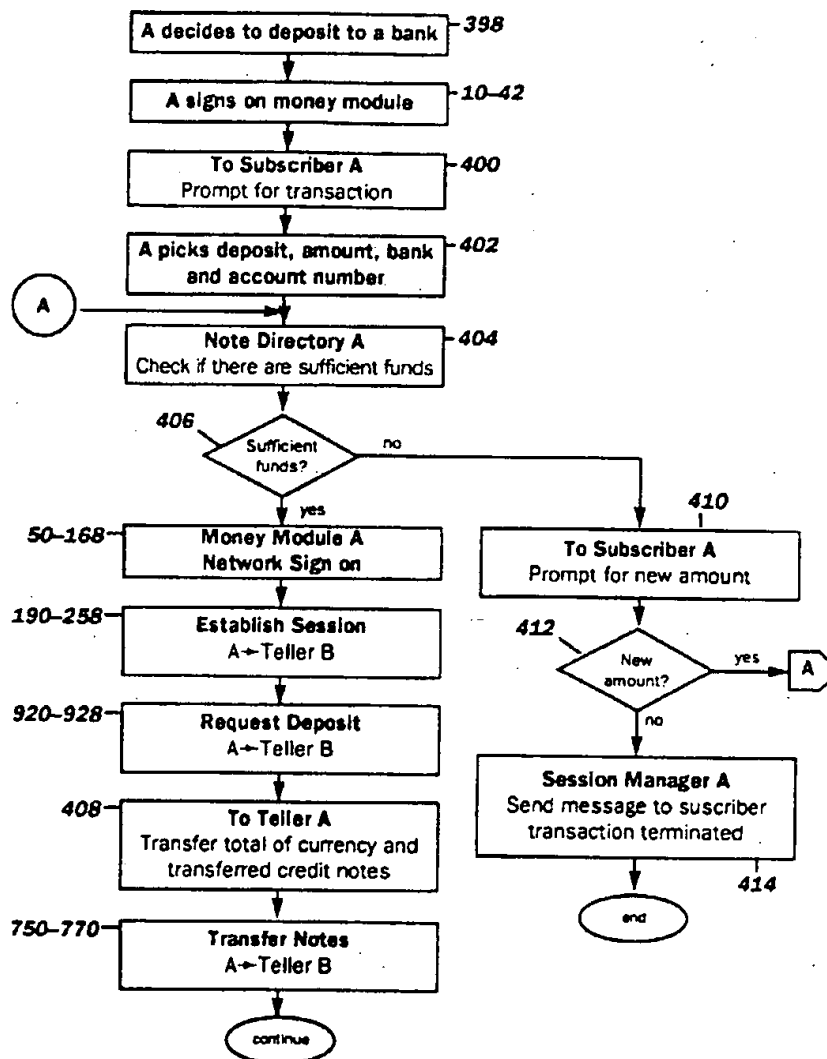 A decides to deposit to a bank
398
A signs on money module
10–42
To Subscriber A
Prompt for transaction
400
A picks deposit, amount, bank
and account number
402
A
Note Directory A
Check if there are sufficient funds
404
406
Sufficient
funds?
no
yes
50–168
Money Module A
Network Sign on
190–258
Establish Session
A→Teller B
920–928
Request Deposit
A→Teller B
408
To Teller A
Transfer total of currency and
transferred credit notes
750–770
Transfer Notes
A→Teller B
continue
410
To Subscriber A
Prompt for new amount
412
New
amount?
yes
A
no
Session Manager A
Send message to suscriber
transaction terminated
414
end